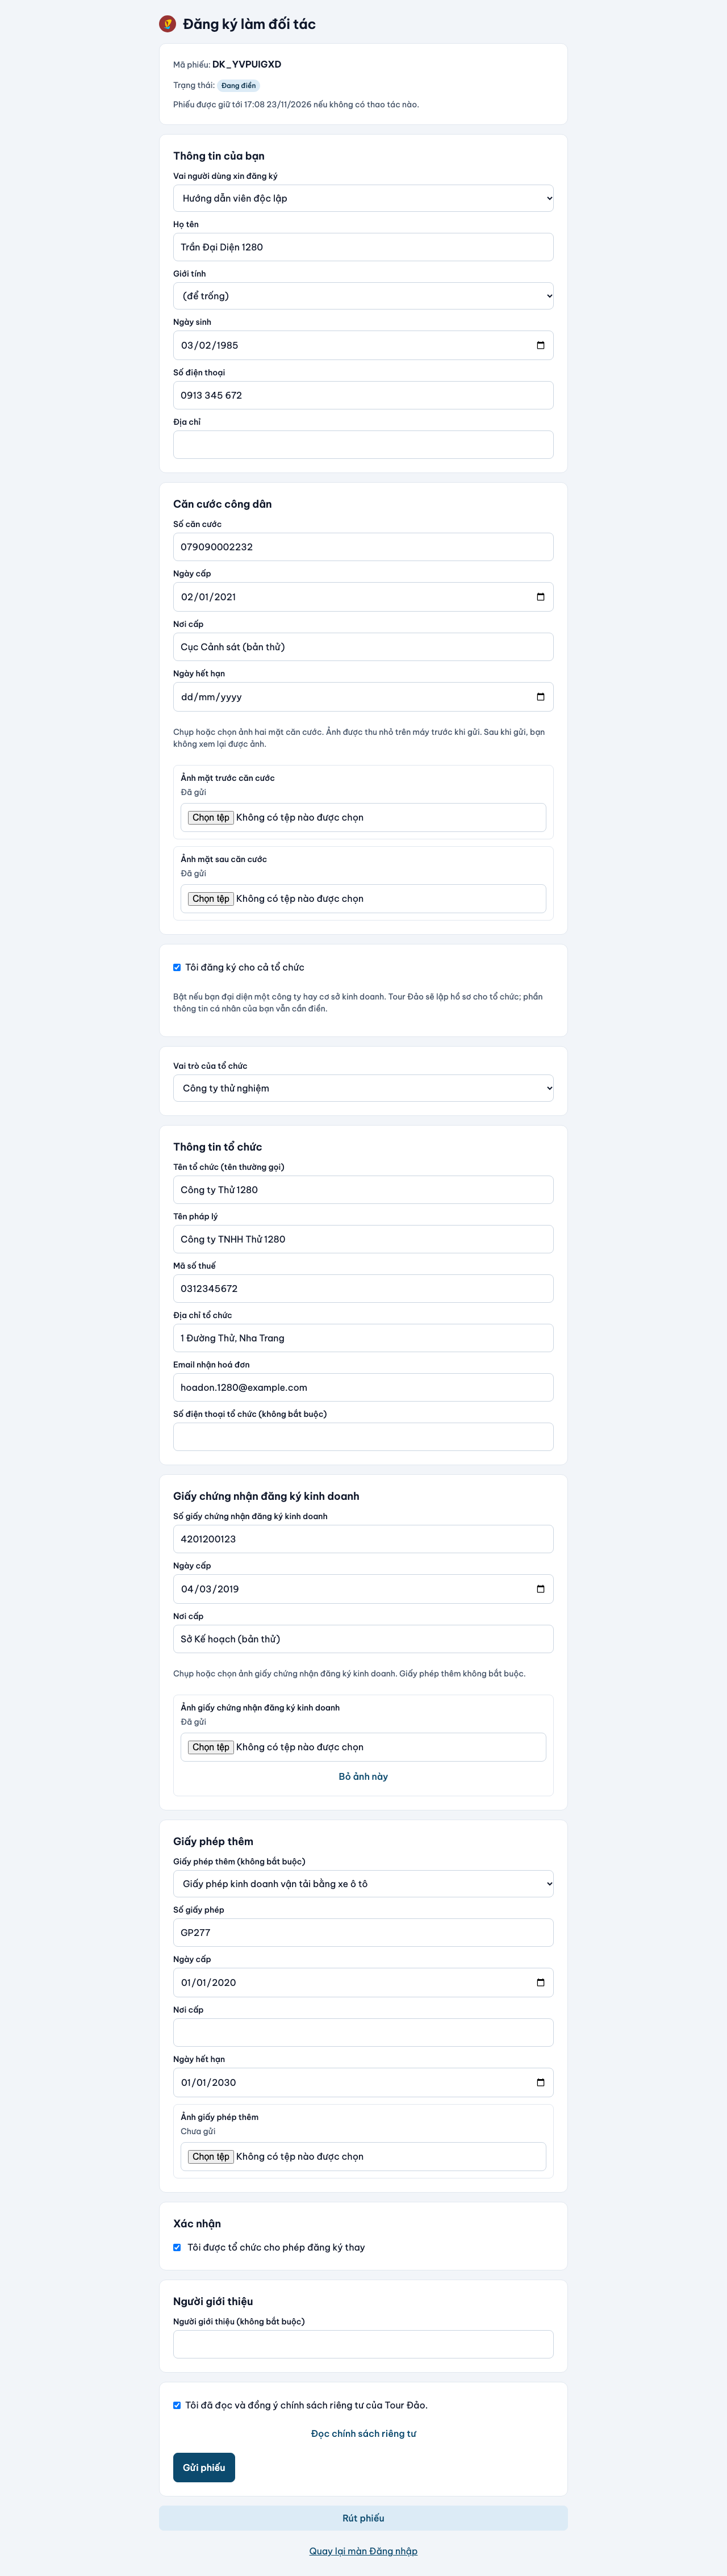 Đăng ký làm đối tác
Mã phiếu: DK_YVPUIGXD
Trạng thái: Đang điền
Phiếu được giữ tới 17:08 23/11/2026 nếu không có thao tác nào.
Thông tin của bạn
Vai người dùng xin đăng ký
Hướng dẫn viên độc lập
Họ tên
Trần Đại Diện 1280
Giới tính
(để trống)
Ngày sinh
03/02/1985
Số điện thoại
0913 345 672
Địa chỉ
Căn cước công dân
Số căn cước
079090002232
Ngày cấp
02/01/2021
Nơi cấp
Cục Cảnh sát (bản thử)
Ngày hết hạn
dd/mm/yyyy
Chụp hoặc chọn ảnh hai mặt căn cước. Ảnh được thu nhỏ trên máy trước khi gửi. Sau khi gửi, bạn
không xem lại được ảnh.
Ảnh mặt trước căn cước
Đã gửi
Chọn tệp Không có tệp nào được chọn
Ảnh mặt sau căn cước
Đã gửi
Chọn tệp Không có tệp nào được chọn
Tôi đăng ký cho cả tổ chức
Bật nếu bạn đại diện một công ty hay cơ sở kinh doanh. Tour Đảo sẽ lập hồ sơ cho tổ chức; phần
thông tin cá nhân của bạn vẫn cần điền.
Vai trò của tổ chức
Công ty thử nghiệm
Thông tin tổ chức
Tên tổ chức (tên thường gọi)
Công ty Thử 1280
Tên pháp lý
Công ty TNHH Thử 1280
Mã số thuế
0312345672
Địa chỉ tổ chức
1 Đường Thử, Nha Trang
Email nhận hoá đơn
hoadon.1280@example.com
Số điện thoại tổ chức (không bắt buộc)
Giấy chứng nhận đăng ký kinh doanh
Số giấy chứng nhận đăng ký kinh doanh
4201200123
Ngày cấp
04/03/2019
Nơi cấp
Sở Kế hoạch (bản thử)
Chụp hoặc chọn ảnh giấy chứng nhận đăng ký kinh doanh. Giấy phép thêm không bắt buộc.
Ảnh giấy chứng nhận đăng ký kinh doanh
Đã gửi
Chọn tệp Không có tệp nào được chọn
Bỏ ảnh này
Giấy phép thêm
Giấy phép thêm (không bắt buộc)
Giấy phép kinh doanh vận tải bằng xe ô tô
Số giấy phép
GP277
Ngày cấp
01/01/2020
Nơi cấp
Ngày hết hạn
01/01/2030
Ảnh giấy phép thêm
Chưa gửi
Chọn tệp Không có tệp nào được chọn
Xác nhận
Tôi được tổ chức cho phép đăng ký thay
Người giới thiệu
Người giới thiệu (không bắt buộc)
Tôi đã đọc và đồng ý chính sách riêng tư của Tour Đảo.
Đọc chính sách riêng tư
Gửi phiếu
Rút phiếu
Quay lại màn Đăng nhập